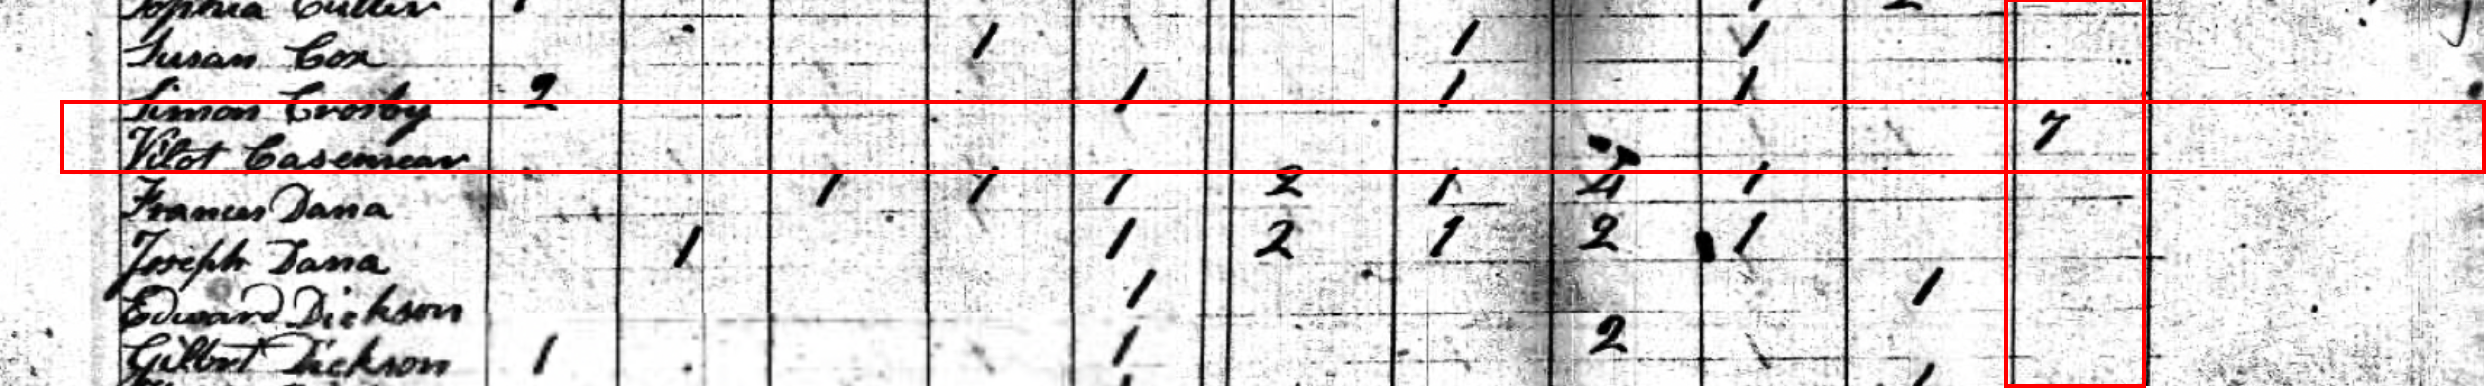 Sophia Cutler 1
Susan Cox 1 1 1
Simon Crosby 2 1 1 1
Vilot Casemear 7
Frances Dana 1 1 1 2 1 4 1
Joseph Dana 1 1 2 1 2 1
Edward Dickson 1 1
Gilbert Dickson 1 1 2